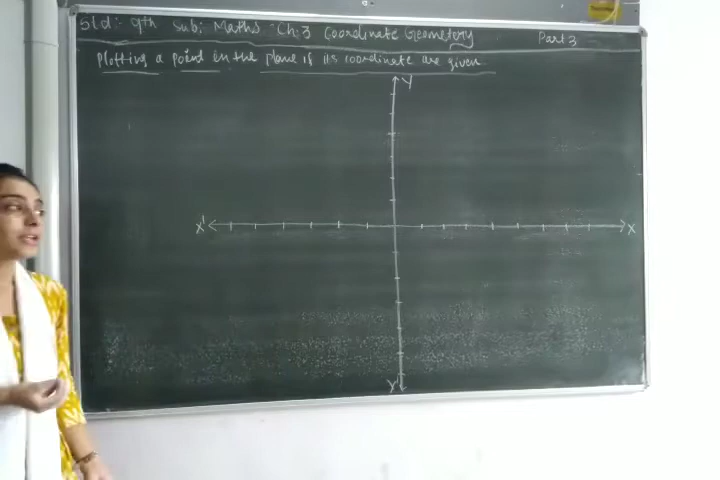 Std:- 9th Sub: Maths Ch:3 Coordinate Geometery Part 3
Plotting a point in the plane if its coordinate are given.
Y
X' X
Y'